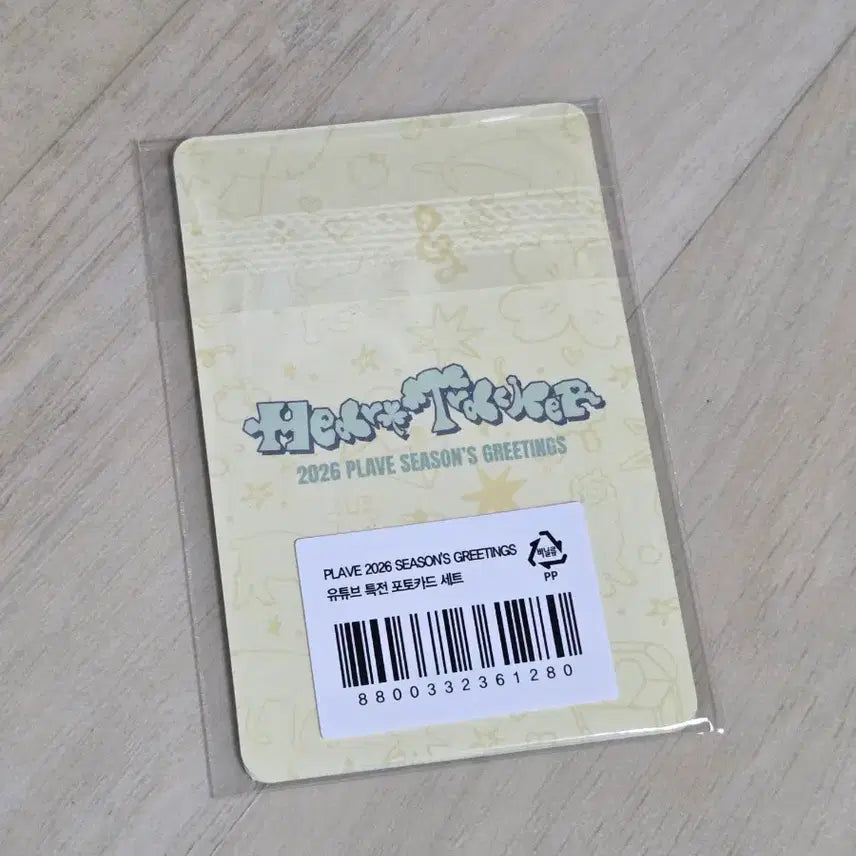 Heart Tracker
2026 PLAVE SEASON'S GREETINGS
PLAVE 2026 SEASON'S GREETINGS
유튜브 특전 포토카드 세트
비닐류
PP
8800332361280